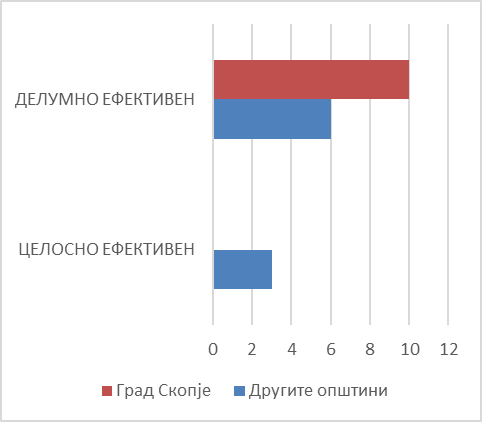 ДЕЛУМНО ЕФЕКТИВЕН
ЦЕЛОСНО ЕФЕКТИВЕН
0 2 4 6 8 10 12
Град Скопје Другите општини